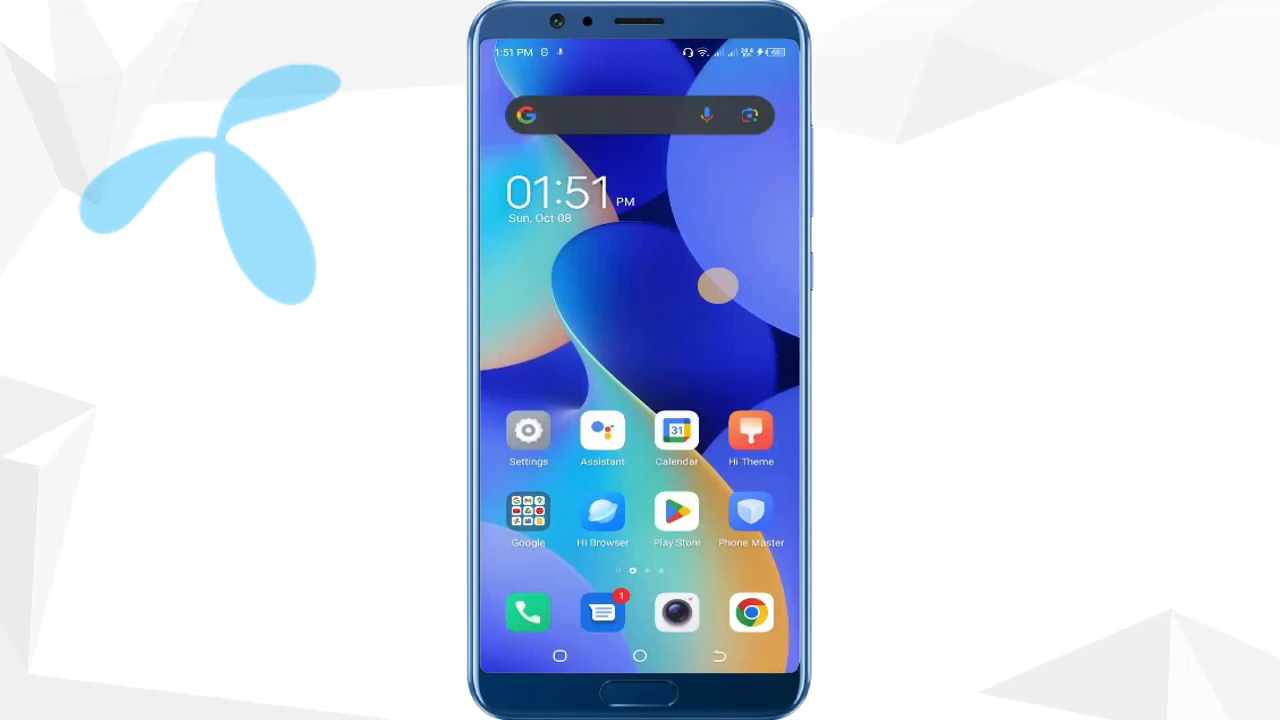 1:51 PM
01:51 PM
Sun, Oct 08
Settings
Assistant
31
Calendar
Hi Theme
Google
Hi Browser
Play Store
Phone Master
1